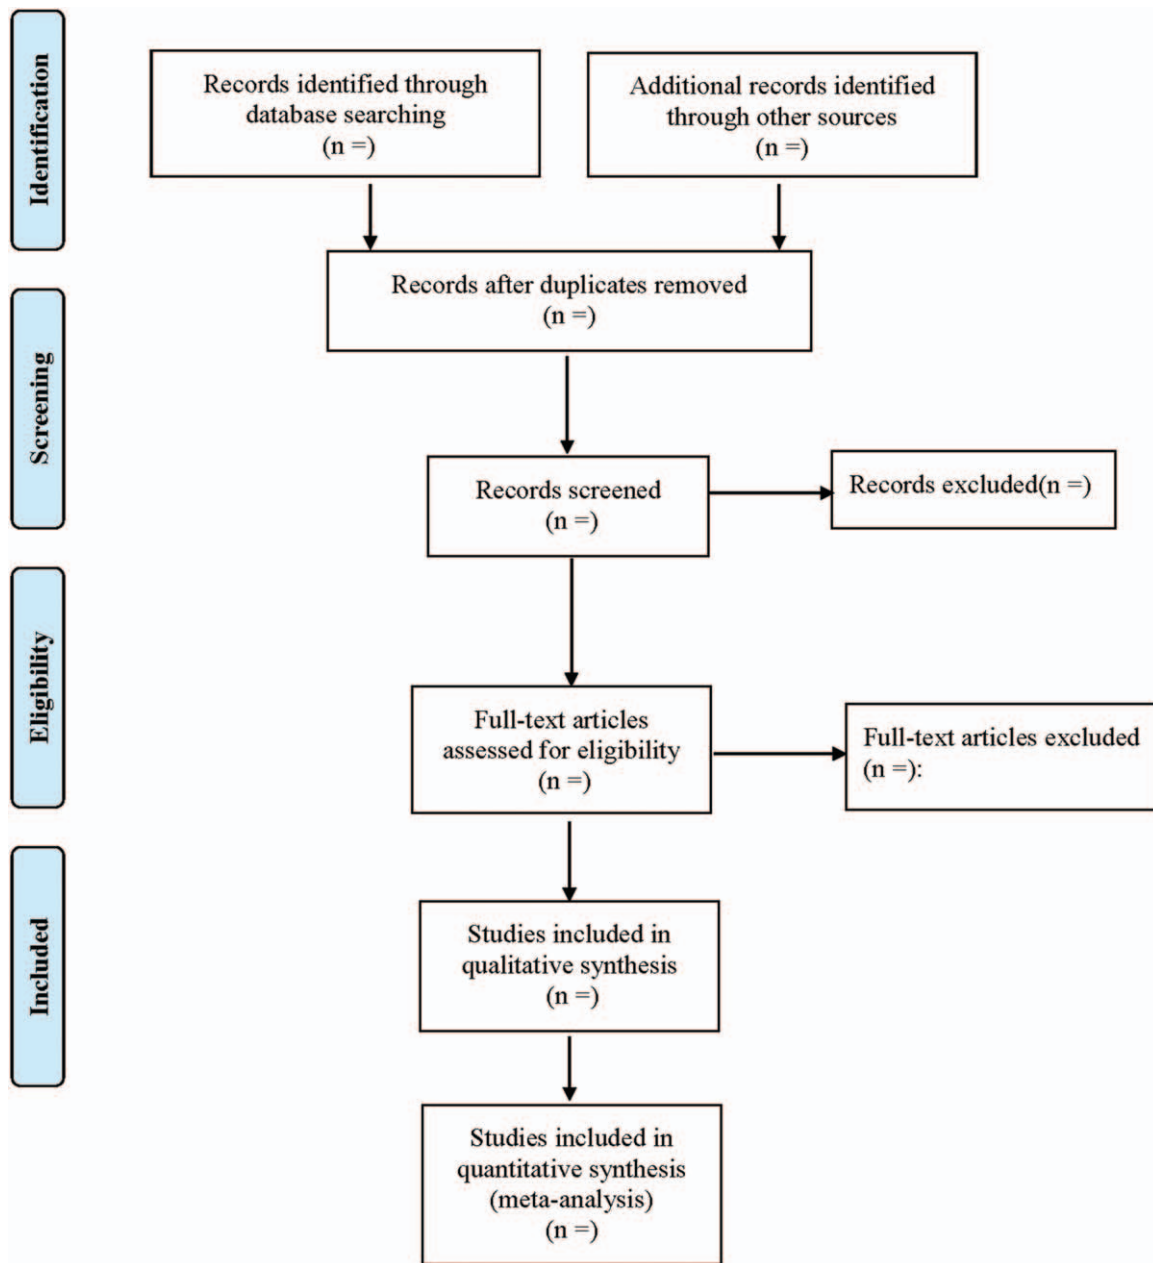 Identification
Records identified through
database searching
(n =)
Additional records identified
through other sources
(n =)
Records after duplicates removed
(n =)
Screening
Records screened
(n =)
Records excluded(n =)
Eligibility
Full-text articles
assessed for eligibility
(n =)
Full-text articles excluded
(n =):
Included
Studies included in
qualitative synthesis
(n =)
Studies included in
quantitative synthesis
(meta-analysis)
(n =)